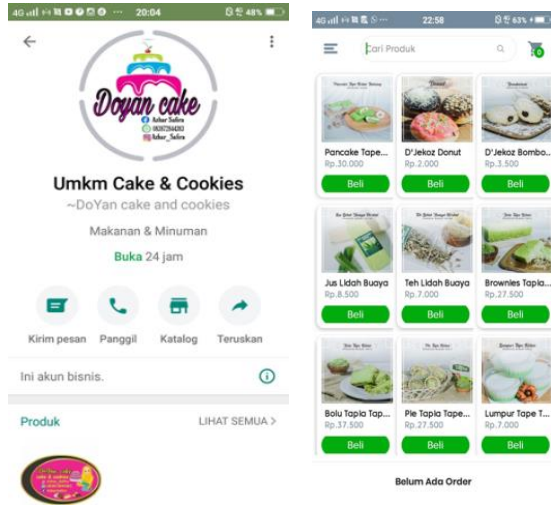 4G 20:04 48%
Doyan cake
Azhar_Safira
Umkm Cake & Cookies
~DoYan cake and cookies
Makanan & Minuman
Buka 24 jam
Kirim pesan Panggil Katalog Teruskan
Ini akun bisnis.
Produk LIHAT SEMUA >
4G 22:58 63%
Cari Produk
0
Pancake Tape... D'Jekoz Donut D'Jekoz Bombo...
Rp.30.000 Rp.2.000 Rp.3.500
Beli Beli Beli
Jus Lidah Buaya Teh Lidah Buaya Brownies Tapia...
Rp.8.500 Rp.7.000 Rp.27.500
Beli Beli Beli
Bolu Tapia Tap... Pie Tapia Tape... Lumpur Tape T...
Rp.37.500 Rp.27.500 Rp.7.000
Beli Beli Beli
Belum Ada Order